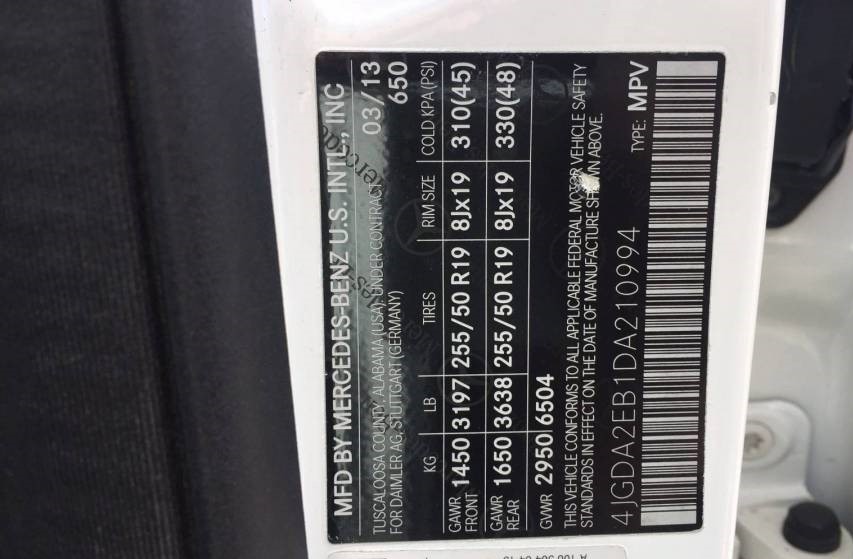 MFD BY MERCEDES-BENZ U.S. INT'L, INC
TUSCALOOSA COUNTY, ALABAMA (USA), UNDER CONTRACT 03/13
FOR DAIMLER AG, STUTTGART (GERMANY) 650
KG LB TIRES RIM SIZE COLD KPA (PSI)
GAWR FRONT 1450 3197 255/50 R19 8Jx19 310(45)
GAWR REAR 1650 3638 255/50 R19 8Jx19 330(48)
GVWR 2950 6504
THIS VEHICLE CONFORMS TO ALL APPLICABLE FEDERAL MOTOR VEHICLE SAFETY
STANDARDS IN EFFECT ON THE DATE OF MANUFACTURE SHOWN ABOVE.
4JGDA2EB1DA210994 TYPE: MPV